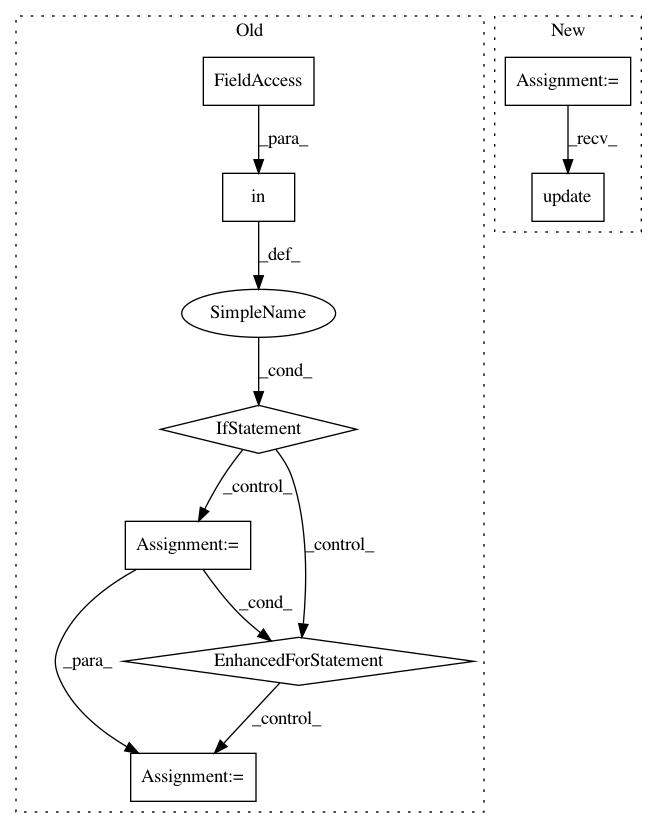 Old
New
FieldAccess
Assignment:=
_para_
_recv_
in
update
_def_
SimpleName
_cond_
IfStatement
_control_
Assignment:=
_control_
_cond_
_para_
EnhancedForStatement
_control_
Assignment:=